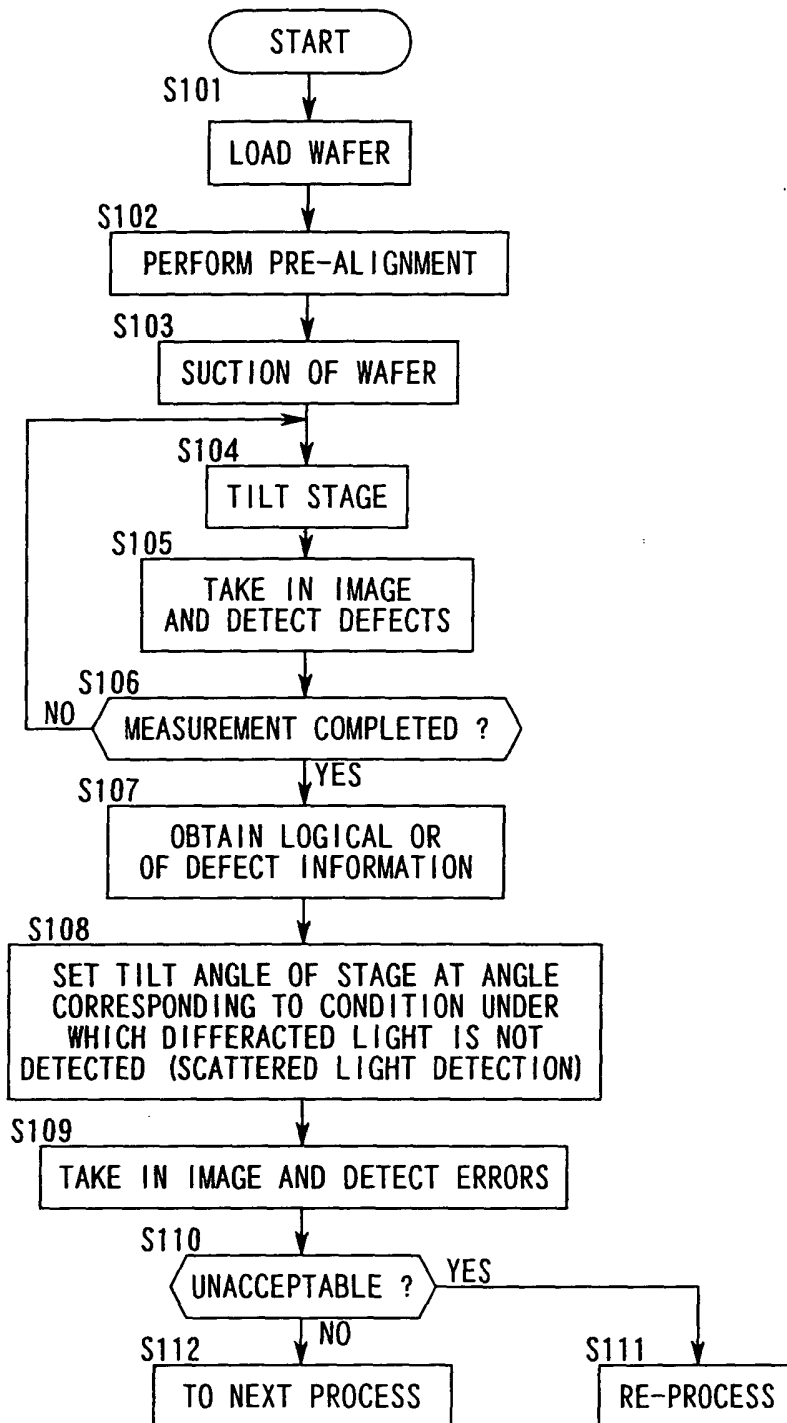 START
S101
LOAD WAFER
S102
PERFORM PRE-ALIGNMENT
S103
SUCTION OF WAFER
S104
TILT STAGE
S105
TAKE IN IMAGE
AND DETECT DEFECTS
S106
NO
MEASUREMENT COMPLETED ?
YES
S107
OBTAIN LOGICAL OR
OF DEFECT INFORMATION
S108
SET TILT ANGLE OF STAGE AT ANGLE
CORRESPONDING TO CONDITION UNDER
WHICH DIFFERACTED LIGHT IS NOT
DETECTED (SCATTERED LIGHT DETECTION)
S109
TAKE IN IMAGE AND DETECT ERRORS
S110
UNACCEPTABLE ?
YES
NO
S112
TO NEXT PROCESS
S111
RE-PROCESS